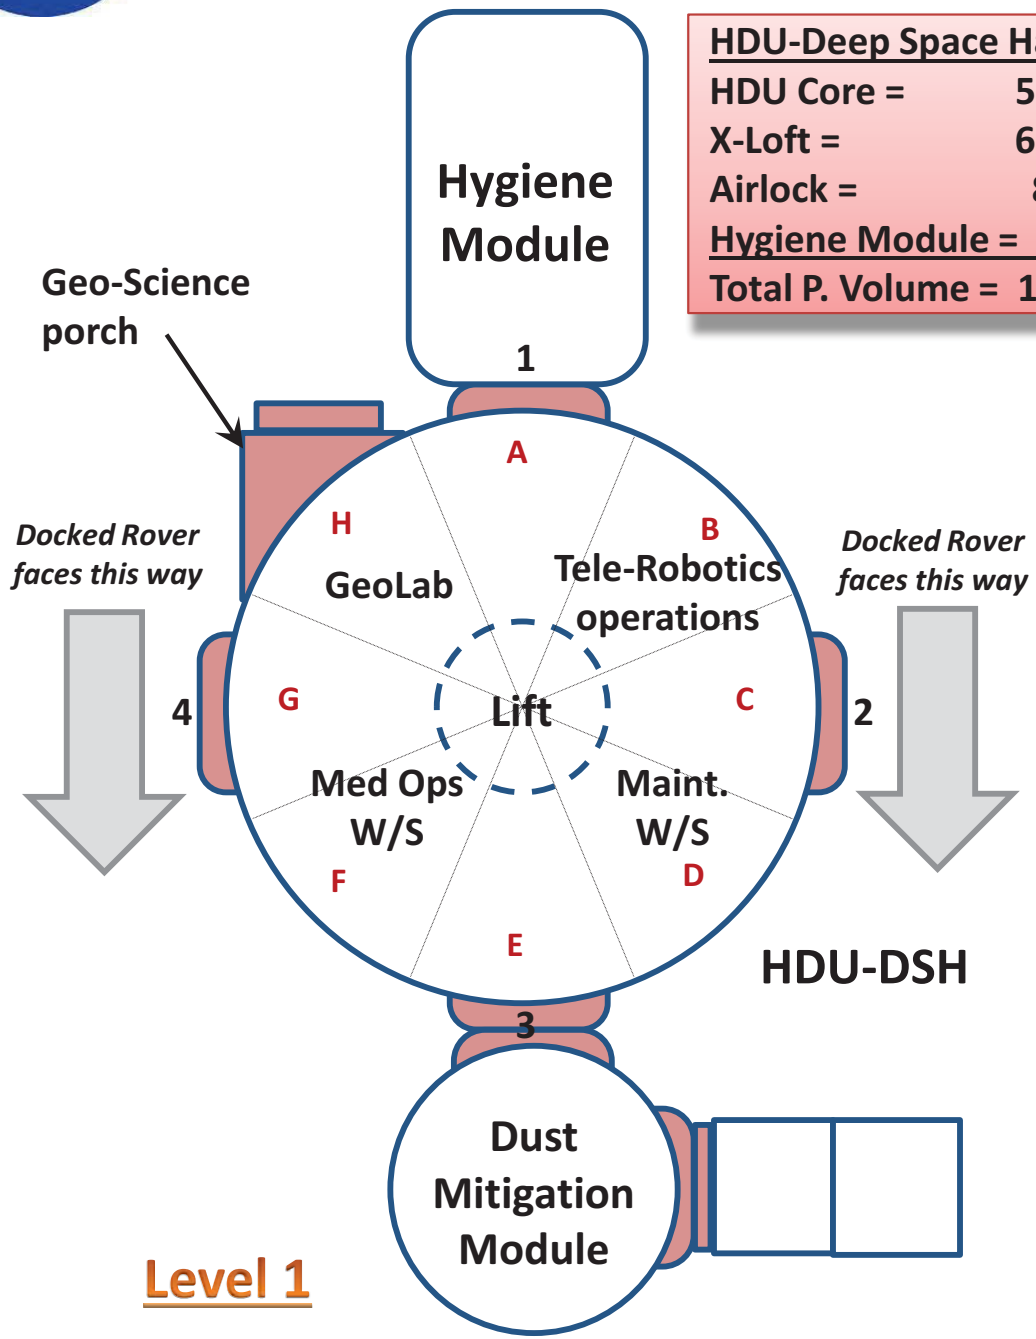 HDU-Deep Space
HDU Core =
X-Loft =
Airlock =
Hygiene Module =
Total P. Volume =
Hygiene
Module
Geo-Science
porch
1
A
H
B
Docked Rover
faces this way
Docked Rover
faces this way
GeoLab
Tele-Robotics
operations
4
G
Lift
C
2
Med Ops
W/S
Maint.
W/S
F
D
E
HDU-DSH
3
Dust
Mitigation
Module
Level 1